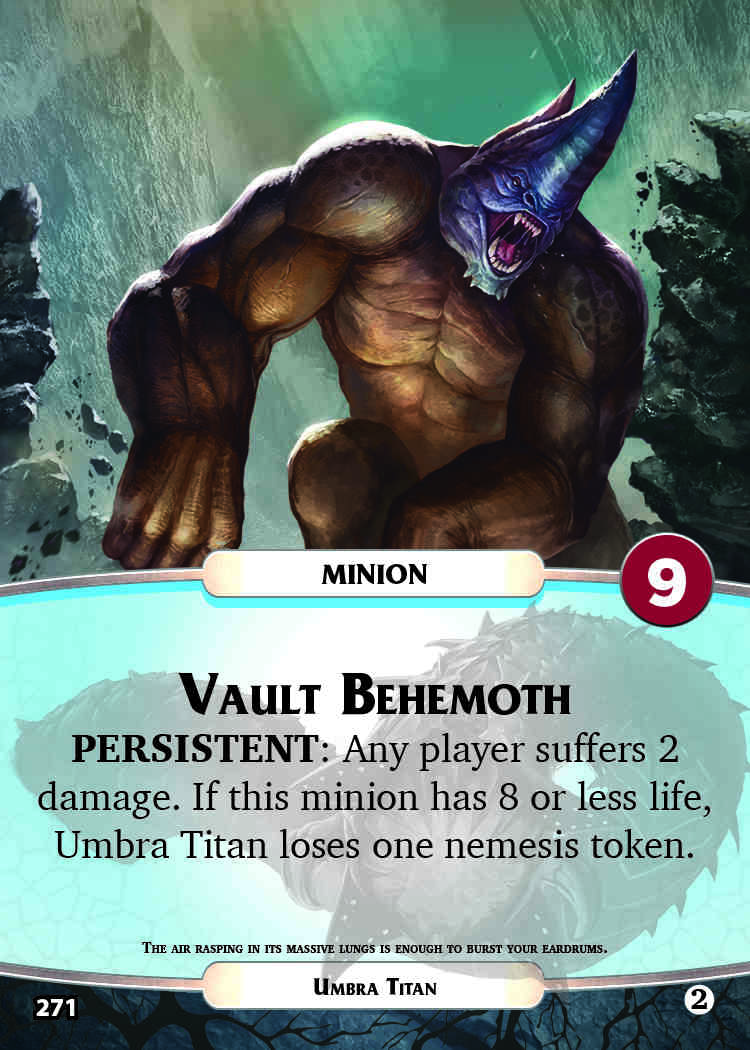 MINION
9
Vault Behemoth
PERSISTENT: Any player suffers 2
damage. If this minion has 8 or less life,
Umbra Titan loses one nemesis token.
The air rasping in its massive lungs is enough to burst your eardrums.
Umbra Titan
271
2